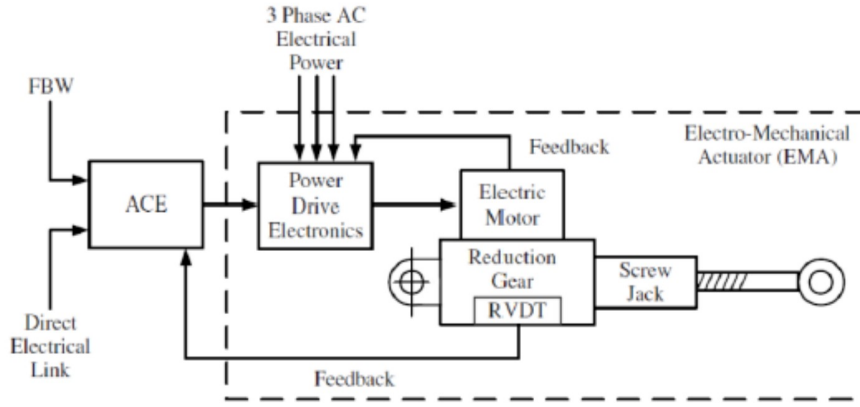 3 Phase AC
Electrical
Power
FBW
Feedback
Electro-Mechanical
Actuator (EMA)
ACE
Power
Drive
Electronics
Electric
Motor
Reduction
Gear
RVDT
Screw
Jack
Direct
Electrical
Link
Feedback